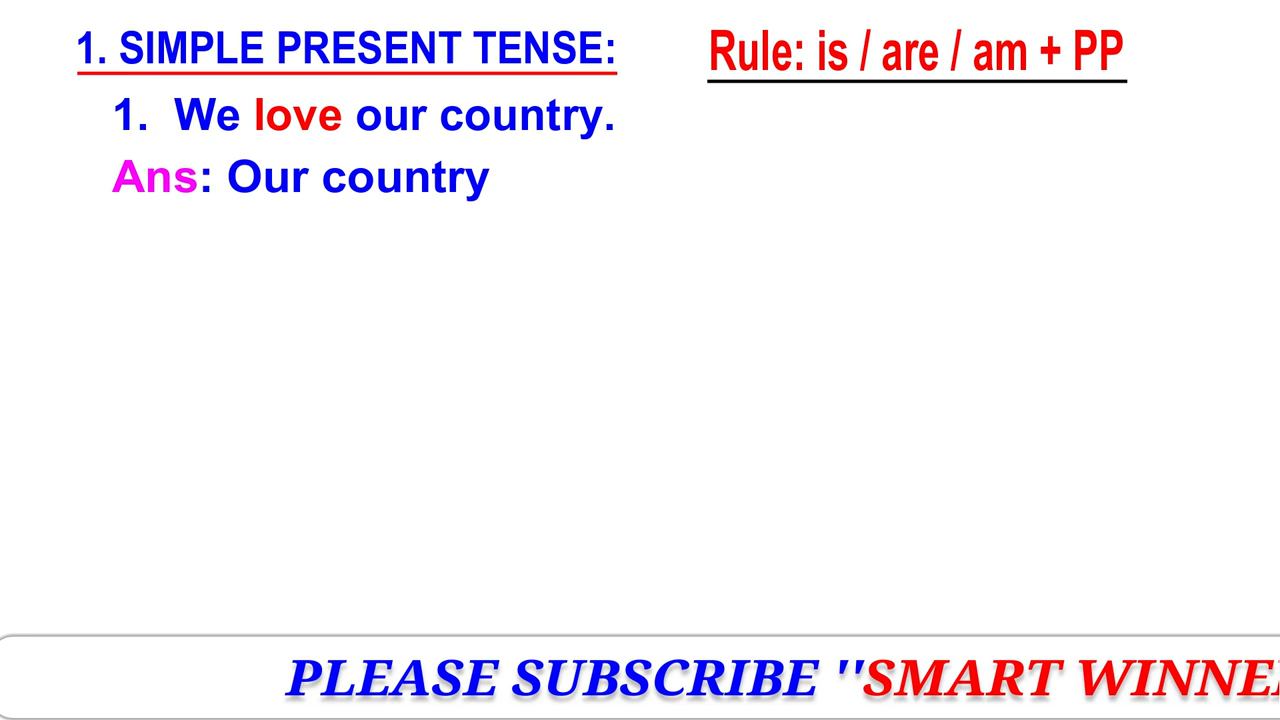 1. SIMPLE PRESENT TENSE:
Rule: is / are / am + PP
1. We love our country.
Ans: Our country
PLEASE SUBSCRIBE "SMART WINNE